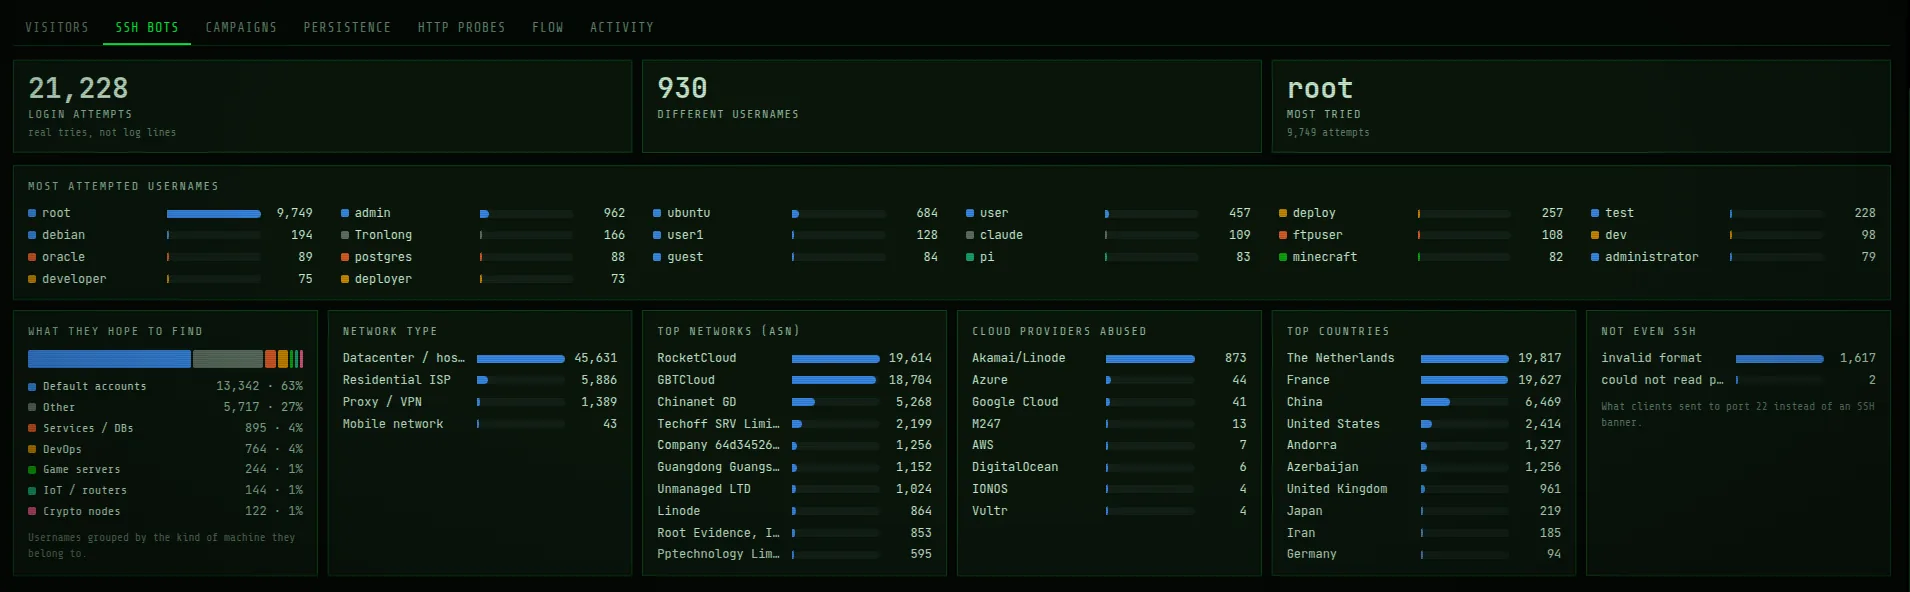 VISITORS SSH BOTS CAMPAIGNS PERSISTENCE HTTP PROBES FLOW ACTIVITY
21,228
LOGIN ATTEMPTS
real tries, not log lines
930
DIFFERENT USERNAMES
root
MOST TRIED
9,749 attempts
MOST ATTEMPTED USERNAMES
root 9,749 admin 962 ubuntu 684 user 457 deploy 257 test 228
debian 194 Tronlong 166 user1 128 claude 109 ftpuser 108 dev 98
oracle 89 postgres 88 guest 84 pi 83 minecraft 82 administrator 79
developer 75 deployer 73
WHAT THEY HOPE TO FIND
Default accounts 13,342 · 63%
Other 5,717 · 27%
Services / DBs 895 · 4%
DevOps 764 · 4%
Game servers 244 · 1%
IoT / routers 144 · 1%
Crypto nodes 122 · 1%
Usernames grouped by the kind of machine they
belong to.
NETWORK TYPE
Datacenter / hos… 45,631
Residential ISP 5,886
Proxy / VPN 1,389
Mobile network 43
TOP NETWORKS (ASN)
RocketCloud 19,614
GBTCloud 18,704
Chinanet GD 5,268
Techoff SRV Limi… 2,199
Company 64d34526… 1,256
Guangdong Guangs… 1,152
Unmanaged LTD 1,024
Linode 864
Root Evidence, I… 853
Pptechnology Lim… 595
CLOUD PROVIDERS ABUSED
Akamai/Linode 873
Azure 44
Google Cloud 41
M247 13
AWS 7
DigitalOcean 6
IONOS 4
Vultr 4
TOP COUNTRIES
The Netherlands 19,817
France 19,627
China 6,469
United States 2,414
Andorra 1,327
Azerbaijan 1,256
United Kingdom 961
Japan 219
Iran 185
Germany 94
NOT EVEN SSH
invalid format 1,617
could not read p… 2
What clients sent to port 22 instead of an SSH
banner.